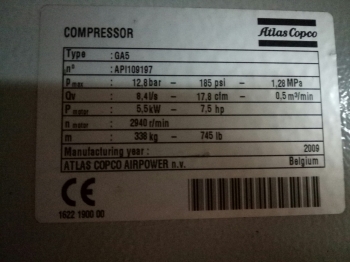 COMPRESSOR
Atlas Copco
Type : GA5
n° : API109197
Pmax : 12,8 bar – 185 psi – 1,28 MPa
Qv : 8,4 l/s – 17,8 cfm – 0,5 m³/min
P motor : 5,5 kW – 7,5 hp
n motor : 2940 r/min
m : 338 kg – 745 lb
Manufacturing year : 2009
ATLAS COPCO AIRPOWER n.v. Belgium
CE
1622 1900 00